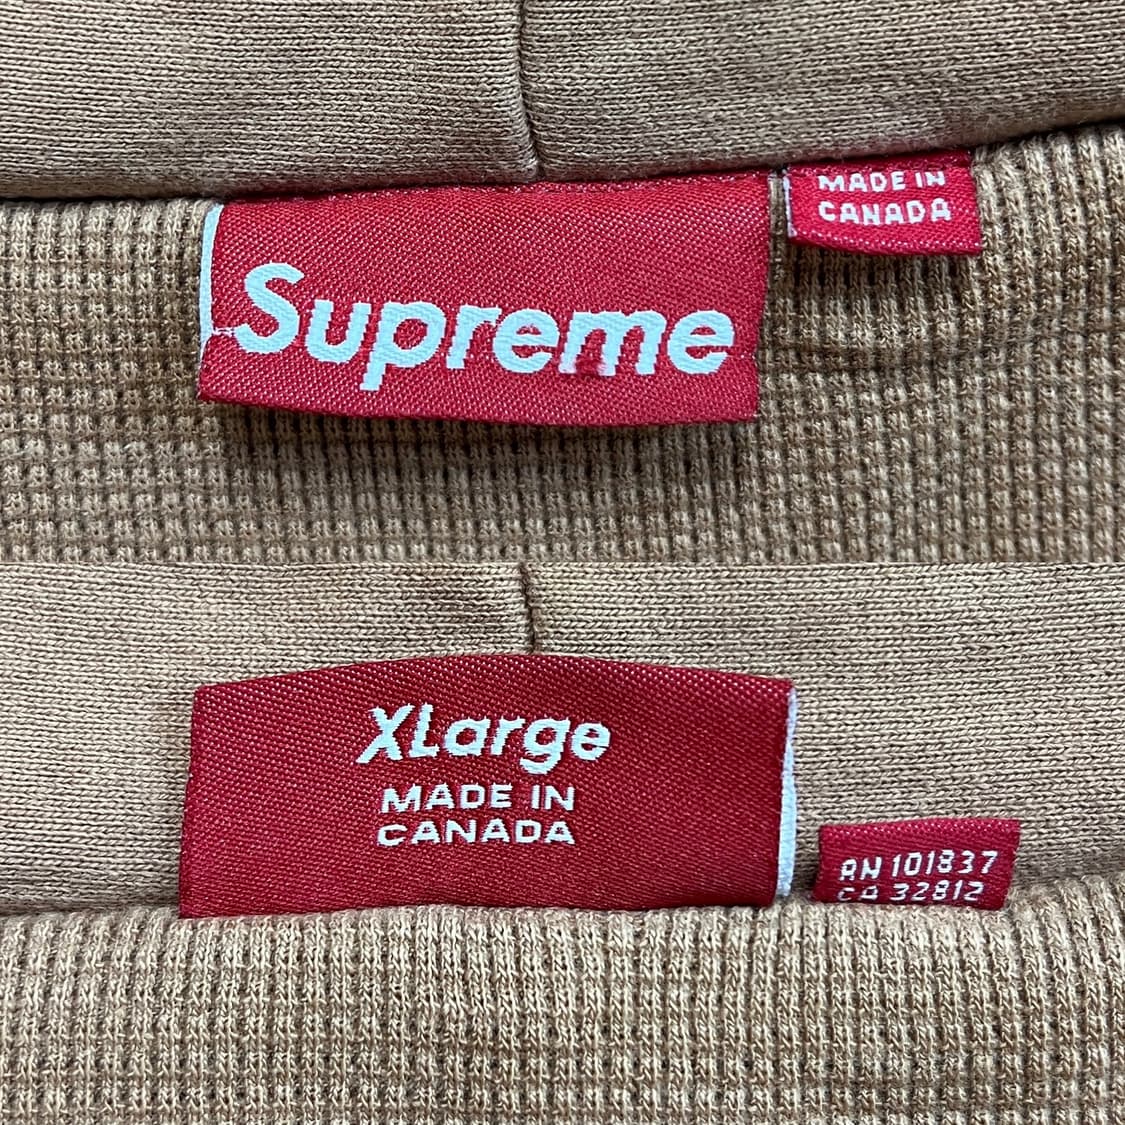 MADE IN
CANADA
Supreme
XLarge
MADE IN
CANADA
RN 101837
CA 32812